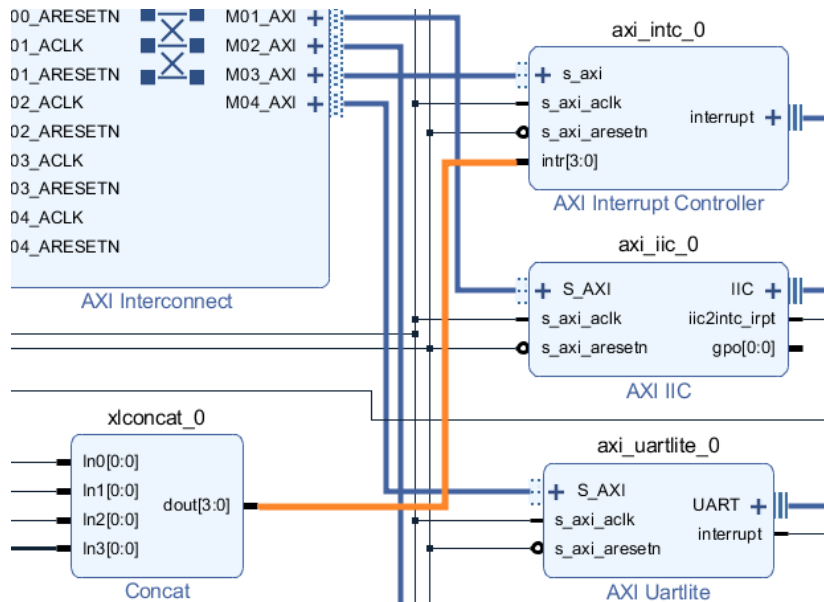 00_ARESETN
01_ACLK
01_ARESETN
02_ACLK
02_ARESETN
03_ACLK
03_ARESETN
04_ACLK
04_ARESETN
M01_AXI
M02_AXI
M03_AXI
M04_AXI
AXI Interconnect
axi_intc_0
s_axi
s_axi_aclk
s_axi_aresetn
intr[3:0]
interrupt
AXI Interrupt Controller
axi_iic_0
S_AXI
s_axi_aclk
s_axi_aresetn
IIC
iic2intc_irpt
gpo[0:0]
AXI IIC
xlconcat_0
In0[0:0]
In1[0:0]
In2[0:0]
In3[0:0]
dout[3:0]
Concat
axi_uartlite_0
S_AXI
s_axi_aclk
s_axi_aresetn
UART
interrupt
AXI Uartlite